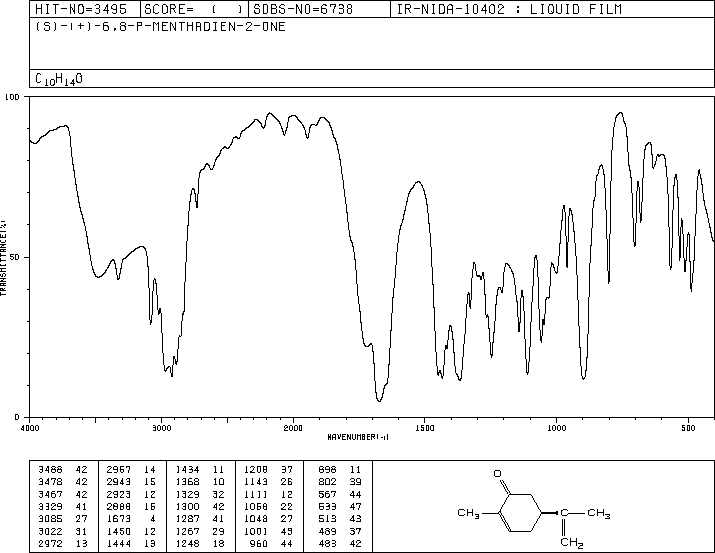 HIT-NO=3495 SCORE= ( ) SDBS-NO=6738 IR-NIDA-10402 : LIQUID FILM
(S)-(+)-6,8-P-MENTHADIEN-2-ONE
C10H14O
100
TRANSMITTANCE(%)
50
0
4000 3000 2000 1500 1000 500
WAVENUMBER(-1)
3488 42 2957 14 1434 11 1208 37 898 11
3478 42 2943 15 1368 10 1143 26 802 39
3467 42 2923 12 1329 32 1111 12 567 44
3329 41 2888 16 1300 42 1058 22 533 47
3085 27 1673 4 1287 41 1048 27 513 43
3022 31 1450 12 1267 29 1001 43 489 37
2972 13 1444 13 1248 18 960 44 483 42
O
CH3
CH3
CH2